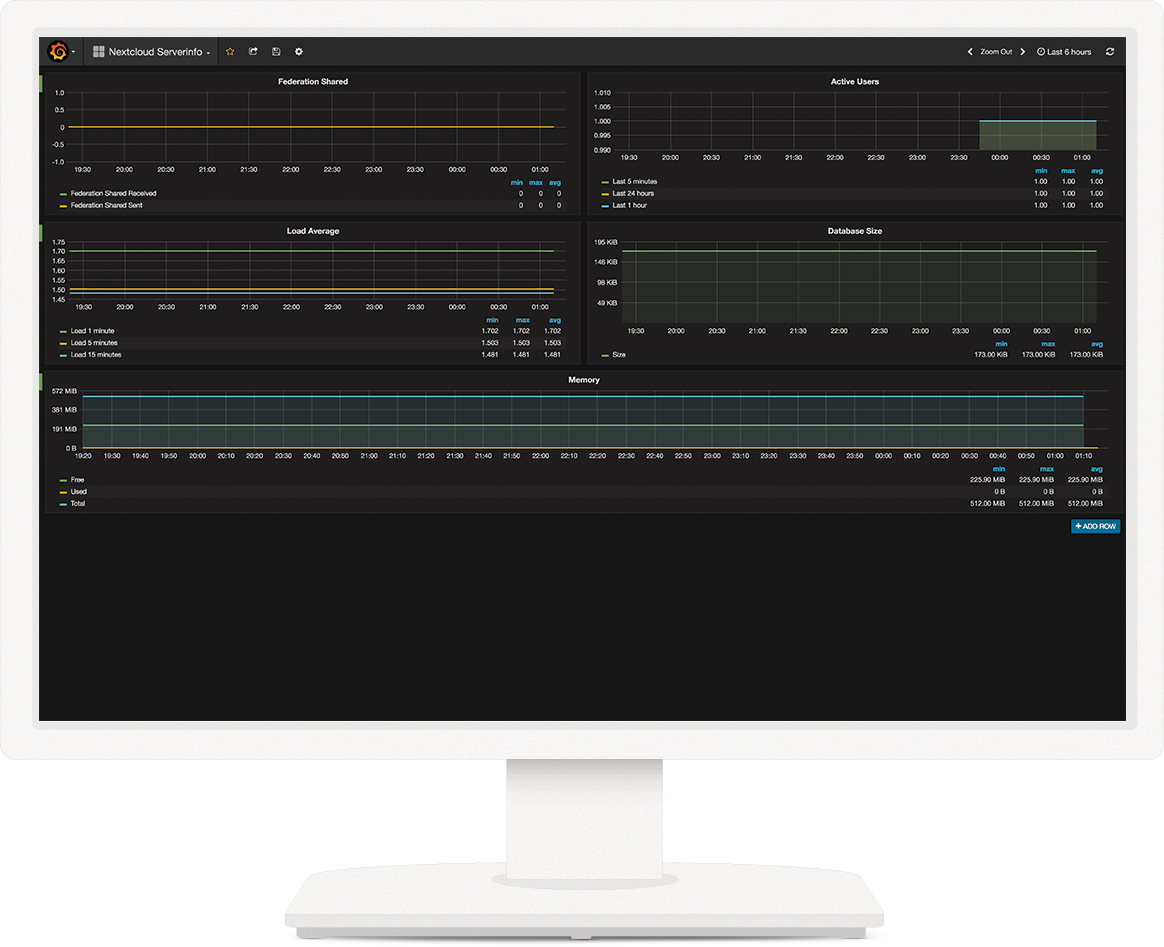 Nextcloud Serverinfo
Zoom Out Last 6 hours
Federation Shared
1.0
0.5
0
-0.5
-1.0
19:30 20:00 20:30 21:00 21:30 22:00 22:30 23:00 23:30 00:00 00:30 01:00
min max avg
Federation Shared Received 0 0 0
Federation Shared Sent 0 0 0
Active Users
1.010
1.005
1.000
0.995
0.990
19:30 20:00 20:30 21:00 21:30 22:00 22:30 23:00 23:30 00:00 00:30 01:00
min max avg
Last 5 minutes 1.00 1.00 1.00
Last 24 hours 1.00 1.00 1.00
Last 1 hour 1.00 1.00 1.00
Load Average
1.75
1.70
1.65
1.60
1.55
1.50
1.45
19:30 20:00 20:30 21:00 21:30 22:00 22:30 23:00 23:30 00:00 00:30 01:00
min max avg
Load 1 minute 1.702 1.702 1.702
Load 5 minutes 1.503 1.503 1.503
Load 15 minutes 1.481 1.481 1.481
Database Size
195 KiB
146 KiB
98 KiB
49 KiB
19:30 20:00 20:30 21:00 21:30 22:00 22:30 23:00 23:30 00:00 00:30 01:00
min max avg
Size 173.00 KiB 173.00 KiB 173.00 KiB
Memory
572 MiB
381 MiB
191 MiB
0 B
19:20 19:30 19:40 19:50 20:00 20:10 20:20 20:30 20:40 20:50 21:00 21:10 21:20 21:30 21:40 21:50 22:00 22:10 22:20 22:30 22:40 22:50 23:00 23:10 23:20 23:30 23:40 23:50 00:00 00:10 00:20 00:30 00:40 00:50 01:00 01:10
min max avg
Free 225.90 MiB 225.90 MiB 225.90 MiB
Used 0 B 0 B 0 B
Total 512.00 MiB 512.00 MiB 512.00 MiB
+ ADD ROW